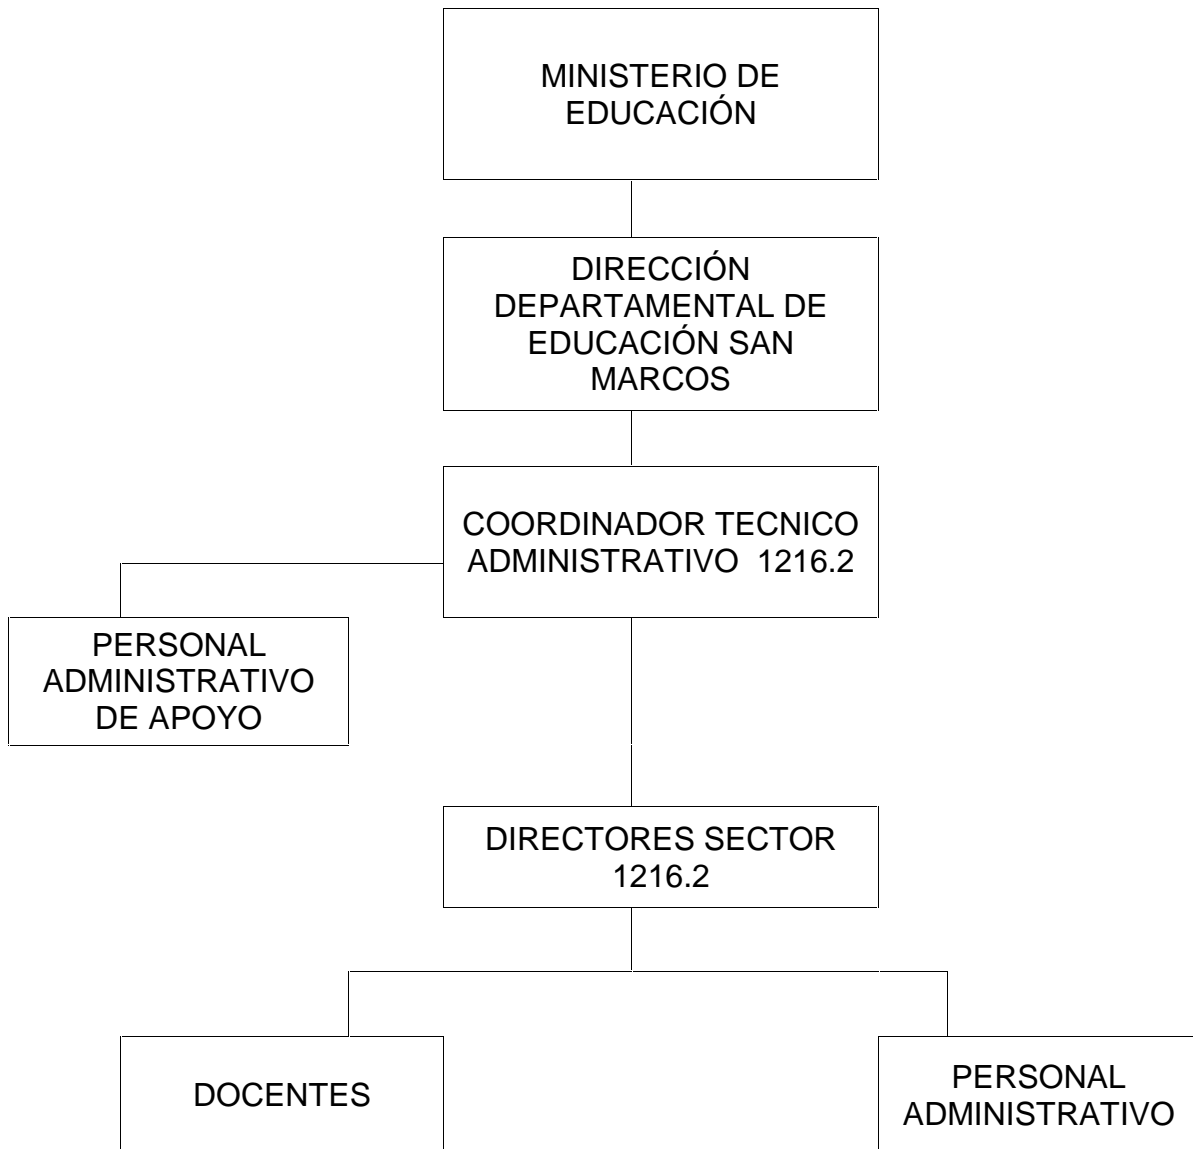 MINISTERIO DE
EDUCACIÓN
DIRECCIÓN
DEPARTAMENTAL DE
EDUCACIÓN SAN
MARCOS
COORDINADOR TECNICO
ADMINISTRATIVO 1216.2
PERSONAL
ADMINISTRATIVO
DE APOYO
DIRECTORES SECTOR
1216.2
DOCENTES
PERSONAL
ADMINISTRATIVO